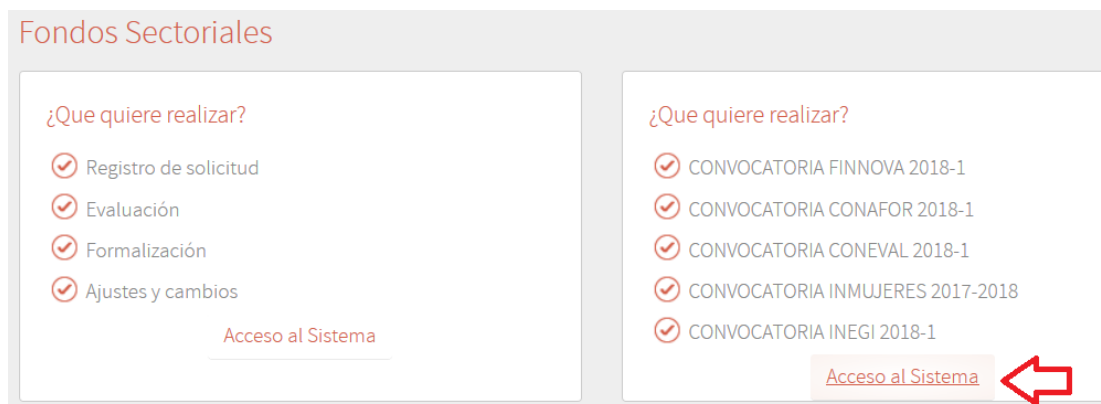 Fondos Sectoriales
¿Que quiere realizar?
Registro de solicitud
Evaluación
Formalización
Ajustes y cambios
Acceso al Sistema
¿Que quiere realizar?
CONVOCATORIA FINNOVA 2018-1
CONVOCATORIA CONAFOR 2018-1
CONVOCATORIA CONEVAL 2018-1
CONVOCATORIA INMUJERES 2017-2018
CONVOCATORIA INEGI 2018-1
Acceso al Sistema